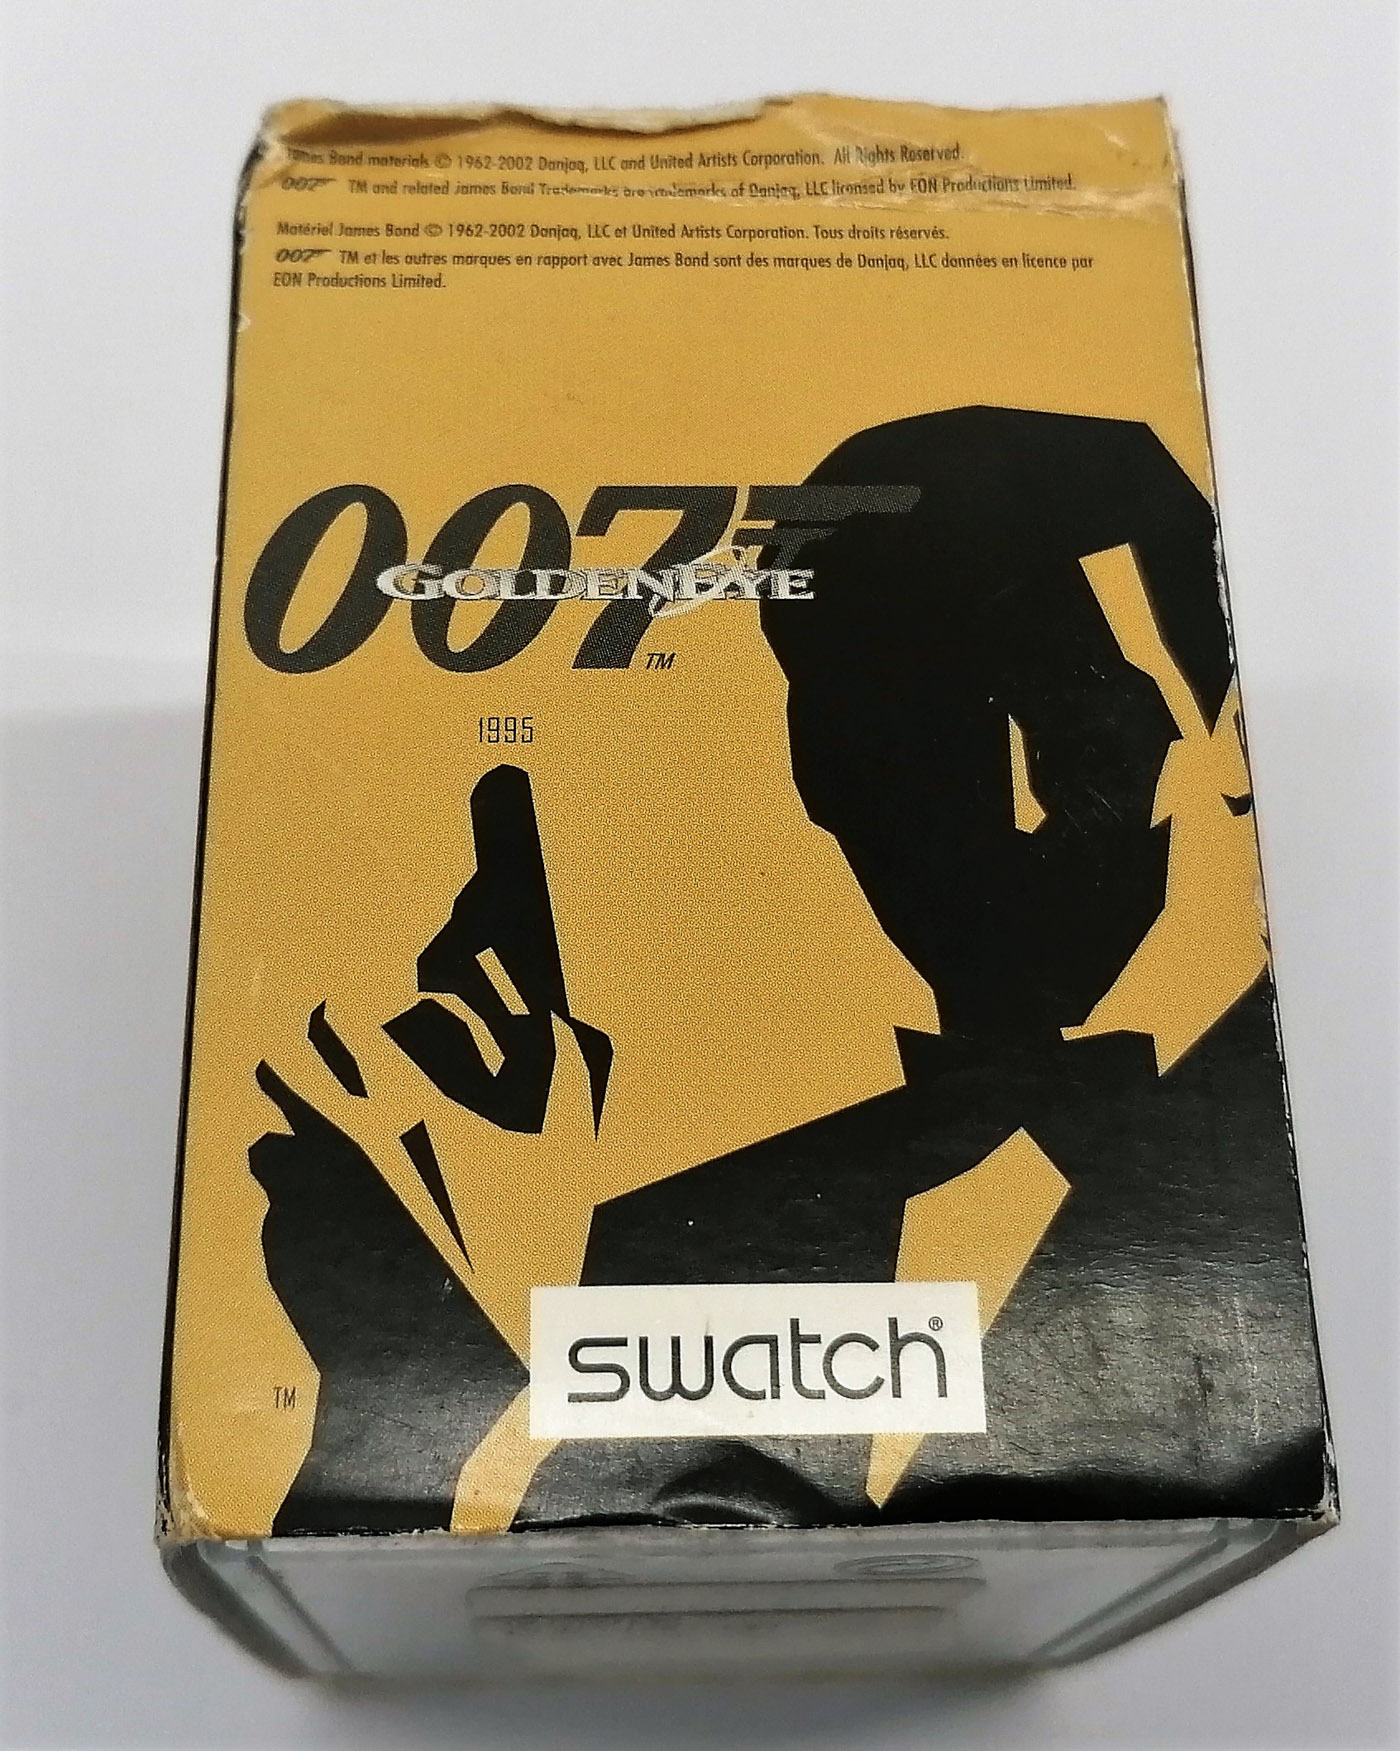 James Bond materials © 1962-2002 Danjaq, LLC and United Artists Corporation. All Rights Reserved.
007 TM and related James Bond Trademarks are trademarks of Danjaq, LLC licensed by EON Productions Limited.
Matériel James Bond © 1962-2002 Danjaq, LLC et United Artists Corporation. Tous droits réservés.
007 TM et les autres marques en rapport avec James Bond sont des marques de Danjaq, LLC données en licence par
EON Productions Limited.
007
GOLDENEYE
TM
1995
swatch®
TM